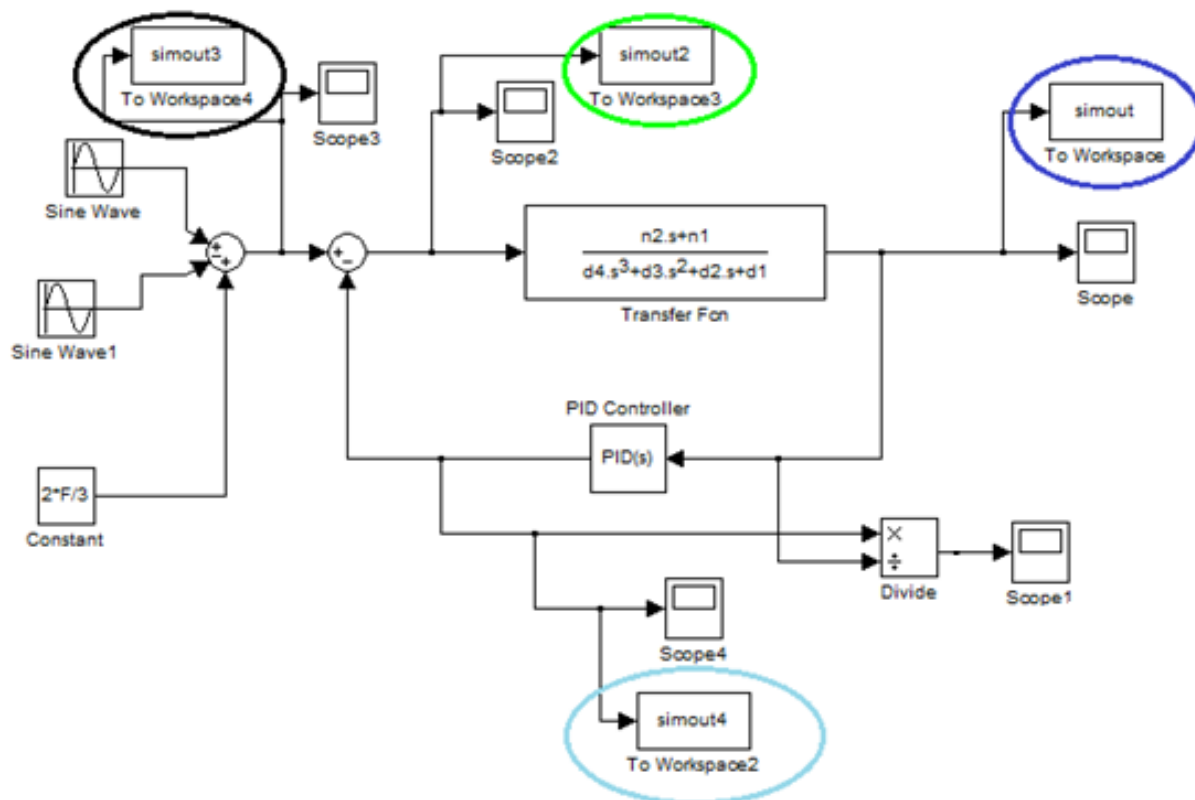 simout3
To Workspace4
Scope3
simout2
To Workspace3
Scope2
simout
To Workspace
Scope
Sine Wave
+
-
+
+
-
n2.s+n1
d4.s³+d3.s²+d2.s+d1
Transfer Fcn
Sine Wave1
PID Controller
PID(s)
2*F/3
Constant
×
÷
Divide
Scope1
Scope4
simout4
To Workspace2